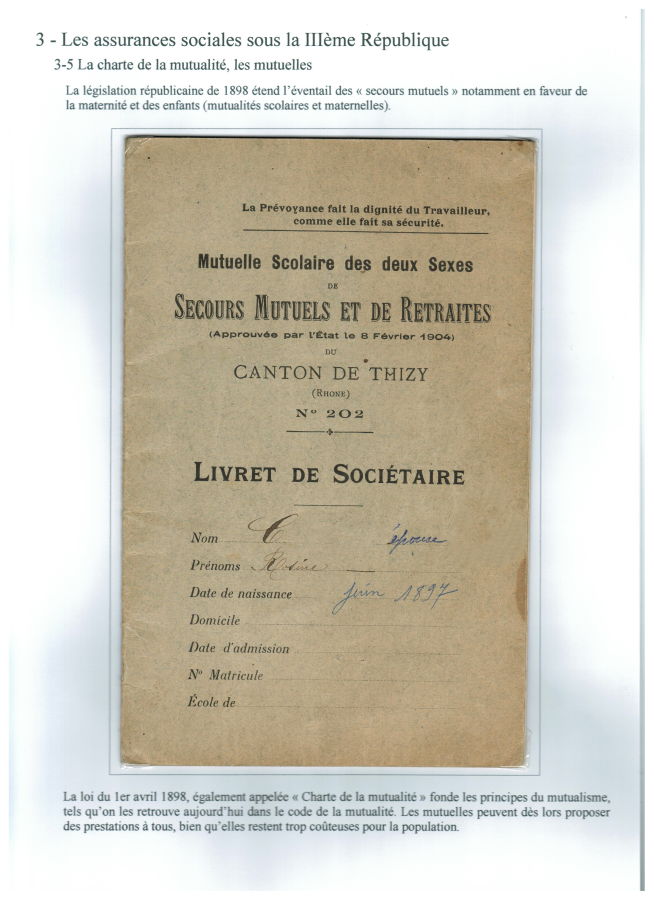 3 - Les assurances sociales sous la IIIème République
3-5 La charte de la mutualité, les mutuelles
La législation républicaine de 1898 étend l'éventail des « secours mutuels » notamment en faveur de
la maternité et des enfants (mutualités scolaires et maternelles).
La Prévoyance fait la dignité du Travailleur,
comme elle fait sa sécurité.
Mutuelle Scolaire des deux Sexes
DE
SECOURS MUTUELS ET DE RETRAITES
(Approuvée par l'État le 8 Février 1904)
DU
CANTON DE THIZY
(RHONE)
N° 202
LIVRET DE SOCIÉTAIRE
Nom C. épouse
Prénoms
Date de naissance juin 1897
Domicile
Date d'admission
N° Matricule
École de
La loi du 1er avril 1898, également appelée « Charte de la mutualité » fonde les principes du mutualisme,
tels qu'on les retrouve aujourd'hui dans le code de la mutualité. Les mutuelles peuvent dès lors proposer
des prestations à tous, bien qu'elles restent trop coûteuses pour la population.